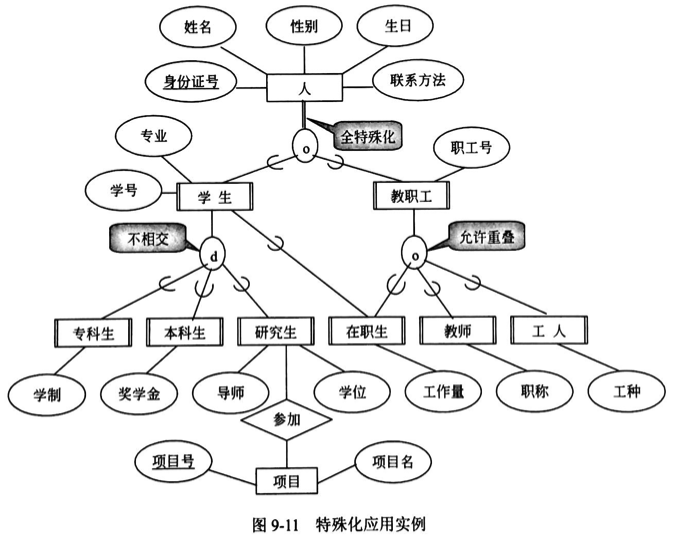 姓名 性别 生日
身份证号 人 联系方法
全特殊化
专业 o 职工号
学号 学 生 教职工
不相交 d o 允许重叠
专科生 本科生 研究生 在职生 教师 工 人
学制 奖学金 导师 学位 工作量 职称 工种
参加
项目号 项目 项目名
图 9-11 特殊化应用实例